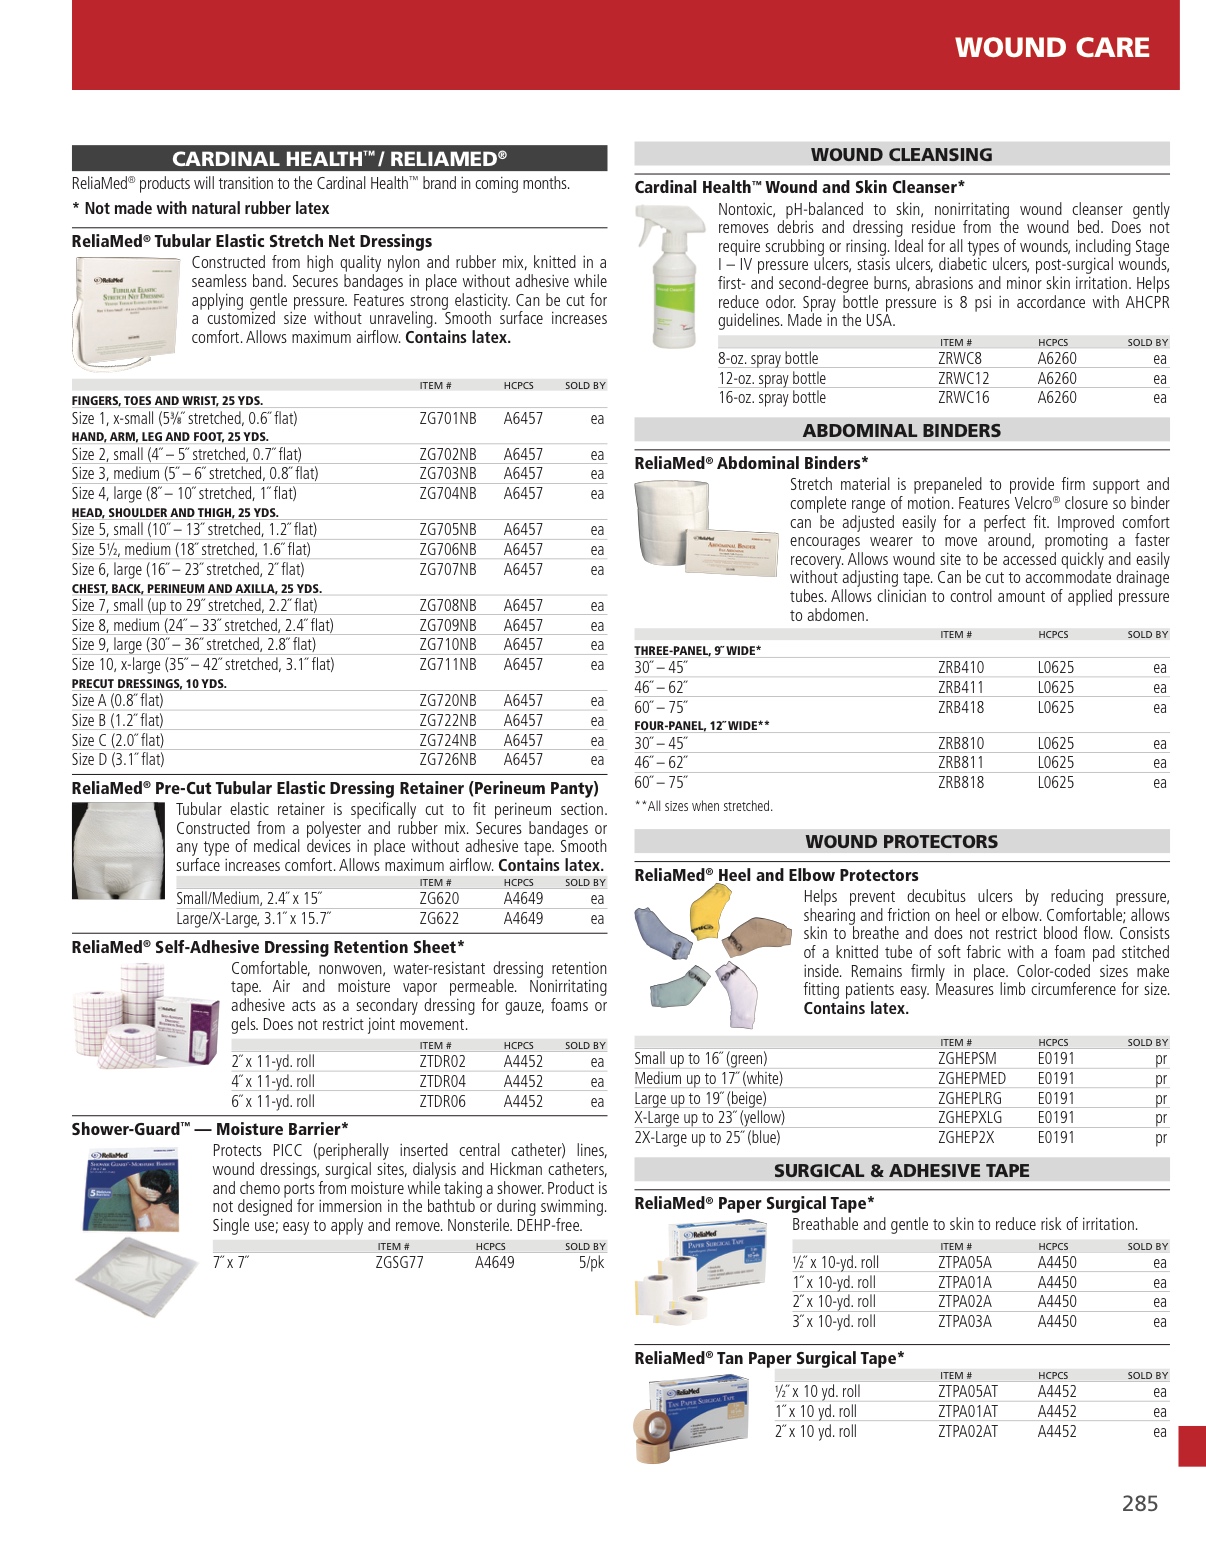 WOUND CARE
CARDINAL HEALTH™ / RELIAMED®
ReliaMed® products will transition to the Cardinal Health™ brand in coming months.
* Not made with natural rubber latex
ReliaMed® Tubular Elastic Stretch Net Dressings
Constructed from high quality nylon and rubber mix, knitted in a
seamless band. Secures bandages in place without adhesive while
applying gentle pressure. Features strong elasticity. Can be cut for
a customized size without unraveling. Smooth surface increases
comfort. Allows maximum airflow. Contains latex.
ITEM # HCPCS SOLD BY
FINGERS, TOES AND WRIST, 25 YDS.
Size 1, x-small (5⅜˝ stretched, 0.6˝ flat) ZG701NB A6457 ea
HAND, ARM, LEG AND FOOT, 25 YDS.
Size 2, small (4˝ – 5˝ stretched, 0.7˝ flat) ZG702NB A6457 ea
Size 3, medium (5˝ – 6˝ stretched, 0.8˝ flat) ZG703NB A6457 ea
Size 4, large (8˝ – 10˝ stretched, 1˝ flat) ZG704NB A6457 ea
HEAD, SHOULDER AND THIGH, 25 YDS.
Size 5, small (10˝ – 13˝ stretched, 1.2˝ flat) ZG705NB A6457 ea
Size 5½, medium (18˝ stretched, 1.6˝ flat) ZG706NB A6457 ea
Size 6, large (16˝ – 23˝ stretched, 2˝ flat) ZG707NB A6457 ea
CHEST, BACK, PERINEUM AND AXILLA, 25 YDS.
Size 7, small (up to 29˝ stretched, 2.2˝ flat) ZG708NB A6457 ea
Size 8, medium (24˝ – 33˝ stretched, 2.4˝ flat) ZG709NB A6457 ea
Size 9, large (30˝ – 36˝ stretched, 2.8˝ flat) ZG710NB A6457 ea
Size 10, x-large (35˝ – 42˝ stretched, 3.1˝ flat) ZG711NB A6457 ea
PRECUT DRESSINGS, 10 YDS.
Size A (0.8˝ flat) ZG720NB A6457 ea
Size B (1.2˝ flat) ZG722NB A6457 ea
Size C (2.0˝ flat) ZG724NB A6457 ea
Size D (3.1˝ flat) ZG726NB A6457 ea
ReliaMed® Pre-Cut Tubular Elastic Dressing Retainer (Perineum Panty)
Tubular elastic retainer is specifically cut to fit perineum section.
Constructed from a polyester and rubber mix. Secures bandages or
any type of medical devices in place without adhesive tape. Smooth
surface increases comfort. Allows maximum airflow. Contains latex.
ITEM # HCPCS SOLD BY
Small/Medium, 2.4˝ x 15˝ ZG620 A4649 ea
Large/X-Large, 3.1˝ x 15.7˝ ZG622 A4649 ea
ReliaMed® Self-Adhesive Dressing Retention Sheet*
Comfortable, nonwoven, water-resistant dressing retention
tape. Air and moisture vapor permeable. Nonirritating
adhesive acts as a secondary dressing for gauze, foams or
gels. Does not restrict joint movement.
ITEM # HCPCS SOLD BY
2˝ x 11-yd. roll ZTDR02 A4452 ea
4˝ x 11-yd. roll ZTDR04 A4452 ea
6˝ x 11-yd. roll ZTDR06 A4452 ea
Shower-Guard™ — Moisture Barrier*
Protects PICC (peripherally inserted central catheter) lines,
wound dressings, surgical sites, dialysis and Hickman catheters,
and chemo ports from moisture while taking a shower. Product is
not designed for immersion in the bathtub or during swimming.
Single use; easy to apply and remove. Nonsterile. DEHP-free.
ITEM # HCPCS SOLD BY
7˝ x 7˝ ZGSG77 A4649 5/pk
WOUND CLEANSING
Cardinal Health™ Wound and Skin Cleanser*
Nontoxic, pH-balanced to skin, nonirritating wound cleanser gently
removes debris and dressing residue from the wound bed. Does not
require scrubbing or rinsing. Ideal for all types of wounds, including Stage
I – IV pressure ulcers, stasis ulcers, diabetic ulcers, post-surgical wounds,
first- and second-degree burns, abrasions and minor skin irritation. Helps
reduce odor. Spray bottle pressure is 8 psi in accordance with AHCPR
guidelines. Made in the USA.
ITEM # HCPCS SOLD BY
8-oz. spray bottle ZRWC8 A6260 ea
12-oz. spray bottle ZRWC12 A6260 ea
16-oz. spray bottle ZRWC16 A6260 ea
ABDOMINAL BINDERS
ReliaMed® Abdominal Binders*
Stretch material is prepaneled to provide firm support and
complete range of motion. Features Velcro® closure so binder
can be adjusted easily for a perfect fit. Improved comfort
encourages wearer to move around, promoting a faster
recovery. Allows wound site to be accessed quickly and easily
without adjusting tape. Can be cut to accommodate drainage
tubes. Allows clinician to control amount of applied pressure
to abdomen.
ITEM # HCPCS SOLD BY
THREE-PANEL, 9˝ WIDE*
30˝ – 45˝ ZRB410 L0625 ea
46˝ – 62˝ ZRB411 L0625 ea
60˝ – 75˝ ZRB418 L0625 ea
FOUR-PANEL, 12˝ WIDE**
30˝ – 45˝ ZRB810 L0625 ea
46˝ – 62˝ ZRB811 L0625 ea
60˝ – 75˝ ZRB818 L0625 ea
**All sizes when stretched.
WOUND PROTECTORS
ReliaMed® Heel and Elbow Protectors
Helps prevent decubitus ulcers by reducing pressure,
shearing and friction on heel or elbow. Comfortable; allows
skin to breathe and does not restrict blood flow. Consists
of a knitted tube of soft fabric with a foam pad stitched
inside. Remains firmly in place. Color-coded sizes make
fitting patients easy. Measures limb circumference for size.
Contains latex.
ITEM # HCPCS SOLD BY
Small up to 16˝ (green) ZGHEPSM E0191 pr
Medium up to 17˝ (white) ZGHEPMED E0191 pr
Large up to 19˝ (beige) ZGHEPLRG E0191 pr
X-Large up to 23˝ (yellow) ZGHEPXLG E0191 pr
2X-Large up to 25˝ (blue) ZGHEP2X E0191 pr
SURGICAL & ADHESIVE TAPE
ReliaMed® Paper Surgical Tape*
Breathable and gentle to skin to reduce risk of irritation.
ITEM # HCPCS SOLD BY
½˝ x 10-yd. roll ZTPA05A A4450 ea
1˝ x 10-yd. roll ZTPA01A A4450 ea
2˝ x 10-yd. roll ZTPA02A A4450 ea
3˝ x 10-yd. roll ZTPA03A A4450 ea
ReliaMed® Tan Paper Surgical Tape*
ITEM # HCPCS SOLD BY
½˝ x 10 yd. roll ZTPA05AT A4452 ea
1˝ x 10 yd. roll ZTPA01AT A4452 ea
2˝ x 10 yd. roll ZTPA02AT A4452 ea
285